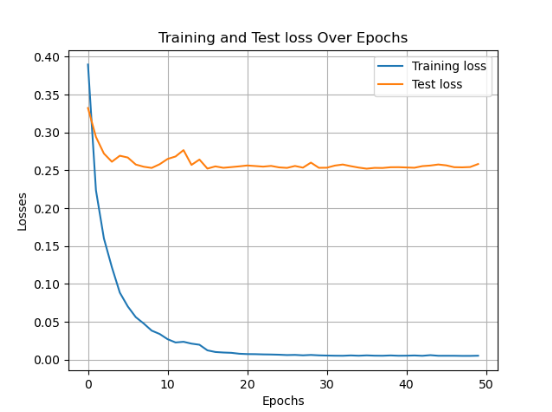 Training and Test loss Over Epochs
Training loss
Test loss
Losses
0.40
0.35
0.30
0.25
0.20
0.15
0.10
0.05
0.00
0 10 20 30 40 50
Epochs